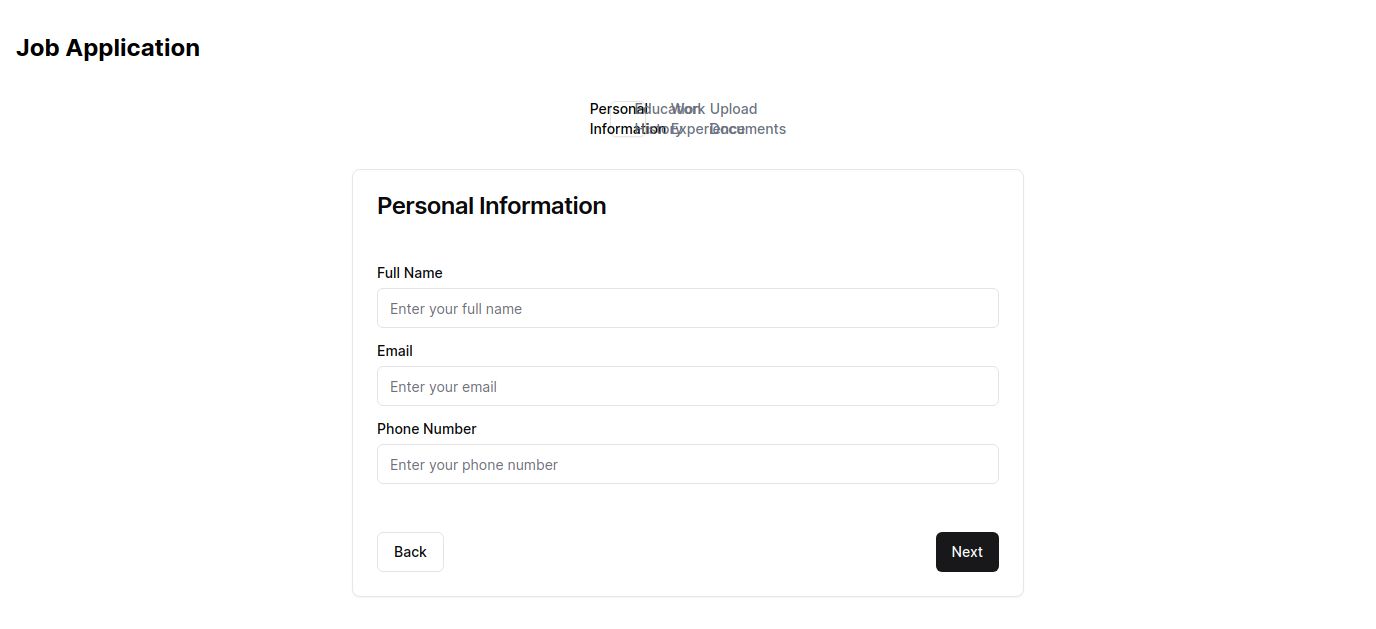 Job Application
Personal Education Work Upload
Information History Experience Documents
Personal Information
Full Name
Enter your full name
Email
Enter your email
Phone Number
Enter your phone number
Back Next